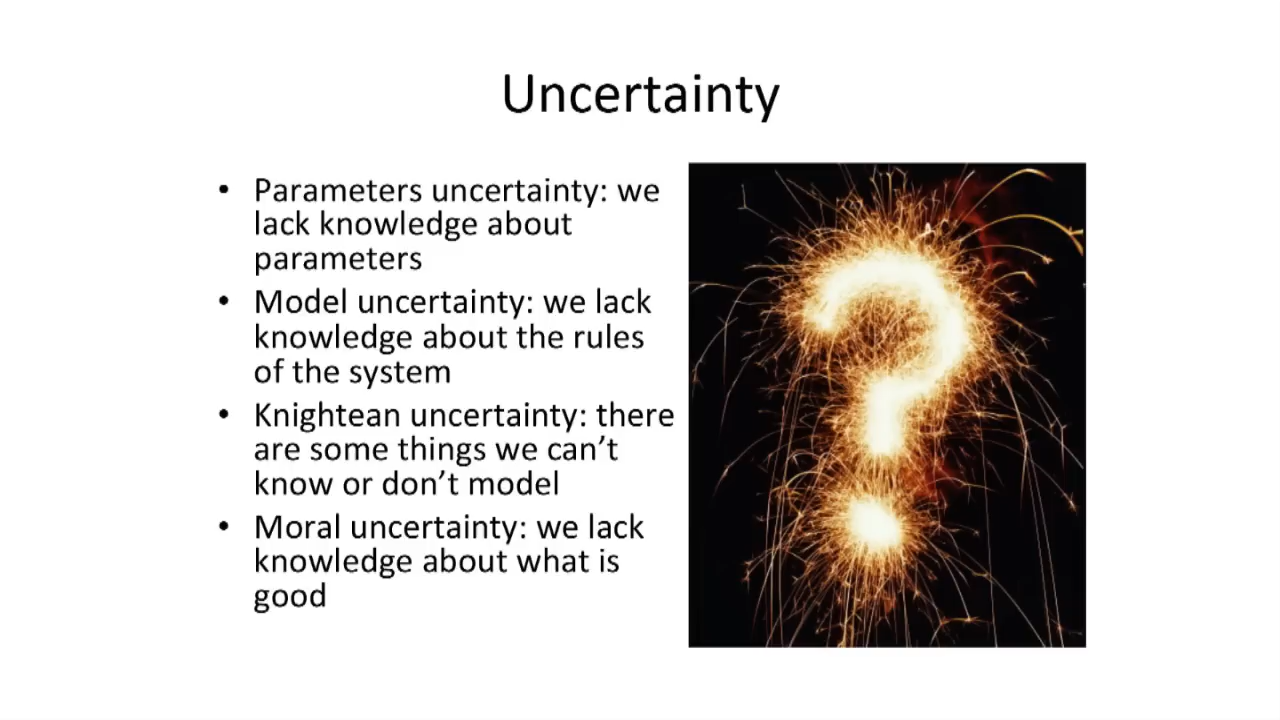 Uncertainty
• Parameters uncertainty: we
lack knowledge about
parameters
• Model uncertainty: we lack
knowledge about the rules
of the system
• Knightean uncertainty: there
are some things we can’t
know or don’t model
• Moral uncertainty: we lack
knowledge about what is
good
?